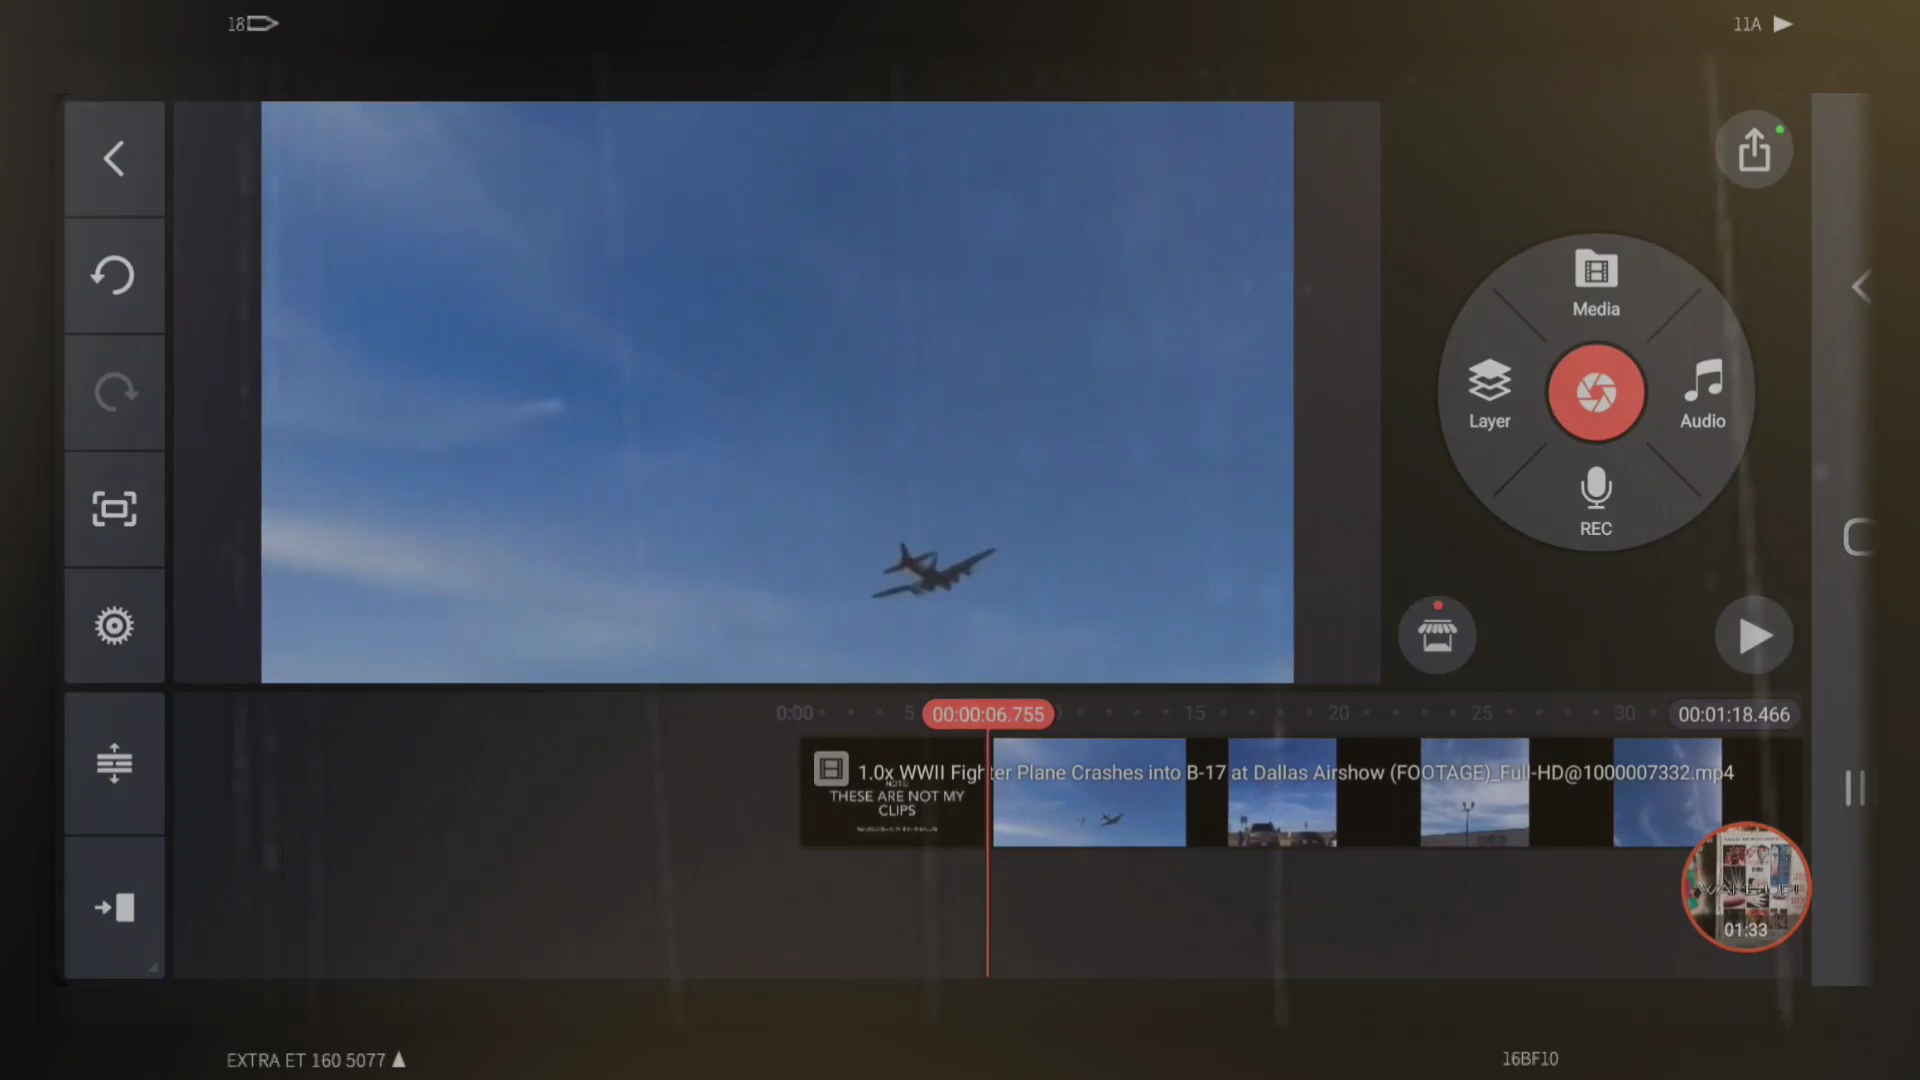 18
11A
Media
Layer
Audio
REC
0:00
5
00:00:06.755
15
20
25
30
00:01:18.466
1.0x WWII Fighter Plane Crashes into B-17 at Dallas Airshow (FOOTAGE)_Full-HD@1000007332.mp4
NOTE:
THESE ARE NOT MY
CLIPS
01:33
EXTRA ET 160 5077
16BF10